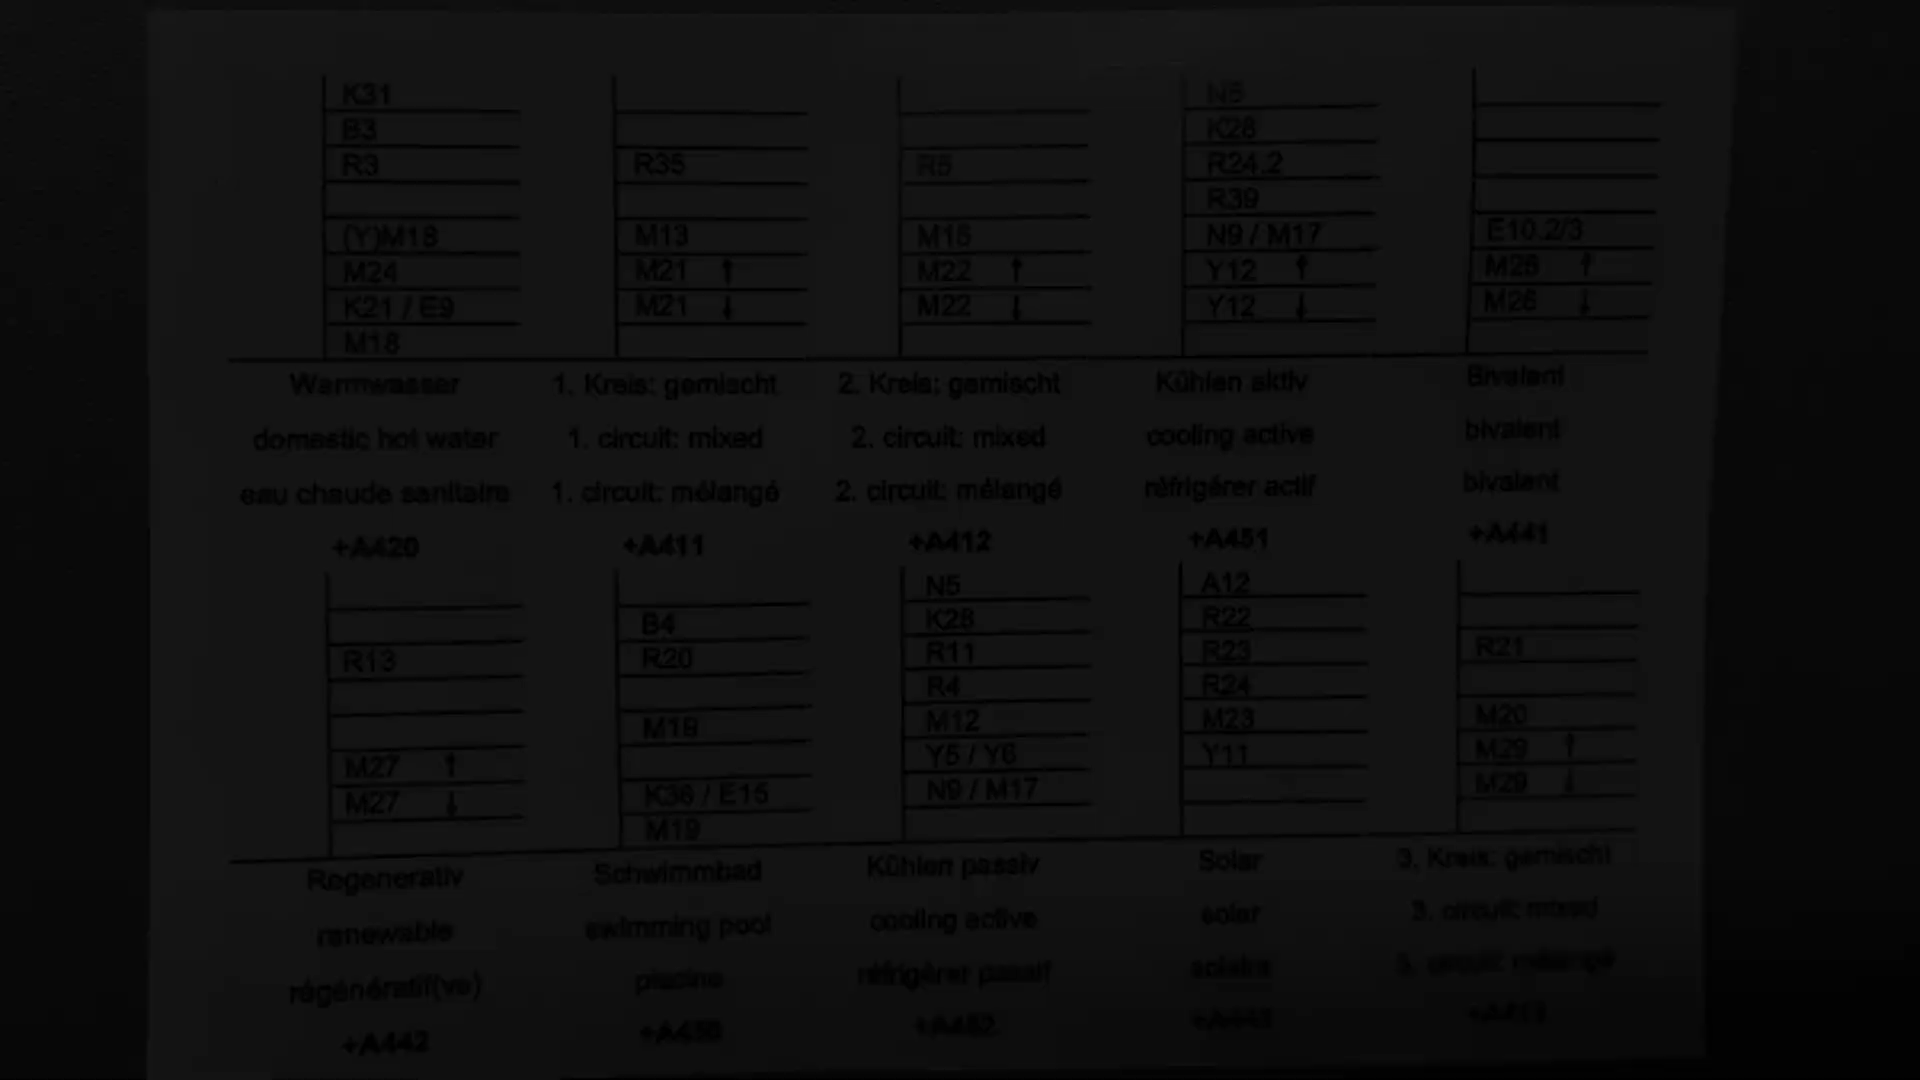 K31
B3
R3
(Y)M18
M24
K21 / E9
M18
Warmwasser
domestic hot water
eau chaude sanitaire
+A420
R35
M13
M21 ↑
M21 ↓
1. Kreis: gemischt
1. circuit: mixed
1. circuit: mélangé
+A411
R5
M15
M22 ↑
M22 ↓
2. Kreis: gemischt
2. circuit: mixed
2. circuit: mélangé
+A412
N5
K28
R24.2
R39
N9 / M17
Y12 ↑
Y12 ↓
Kühlen aktiv
cooling active
réfrigérer actif
+A451
E10.2/3
M26 ↑
M26 ↓
Bivalent
bivalent
bivalent
+A441
R13
M27 ↑
M27 ↓
Regenerativ
renewable
régénératif(ve)
+A442
B4
R20
M19
K36 / E15
M19
Schwimmbad
swimming pool
piscine
N5
K28
R11
R4
M12
Y5 / Y6
N9 / M17
Kühlen passiv
cooling active
réfrigérer passif
+A452
A12
R22
R23
R24
M23
Y11
Solar
solar
solaire
R21
M20
M29 ↑
M29 ↓
3. Kreis: gemischt
3. circuit: mixed
circuit: mélangé